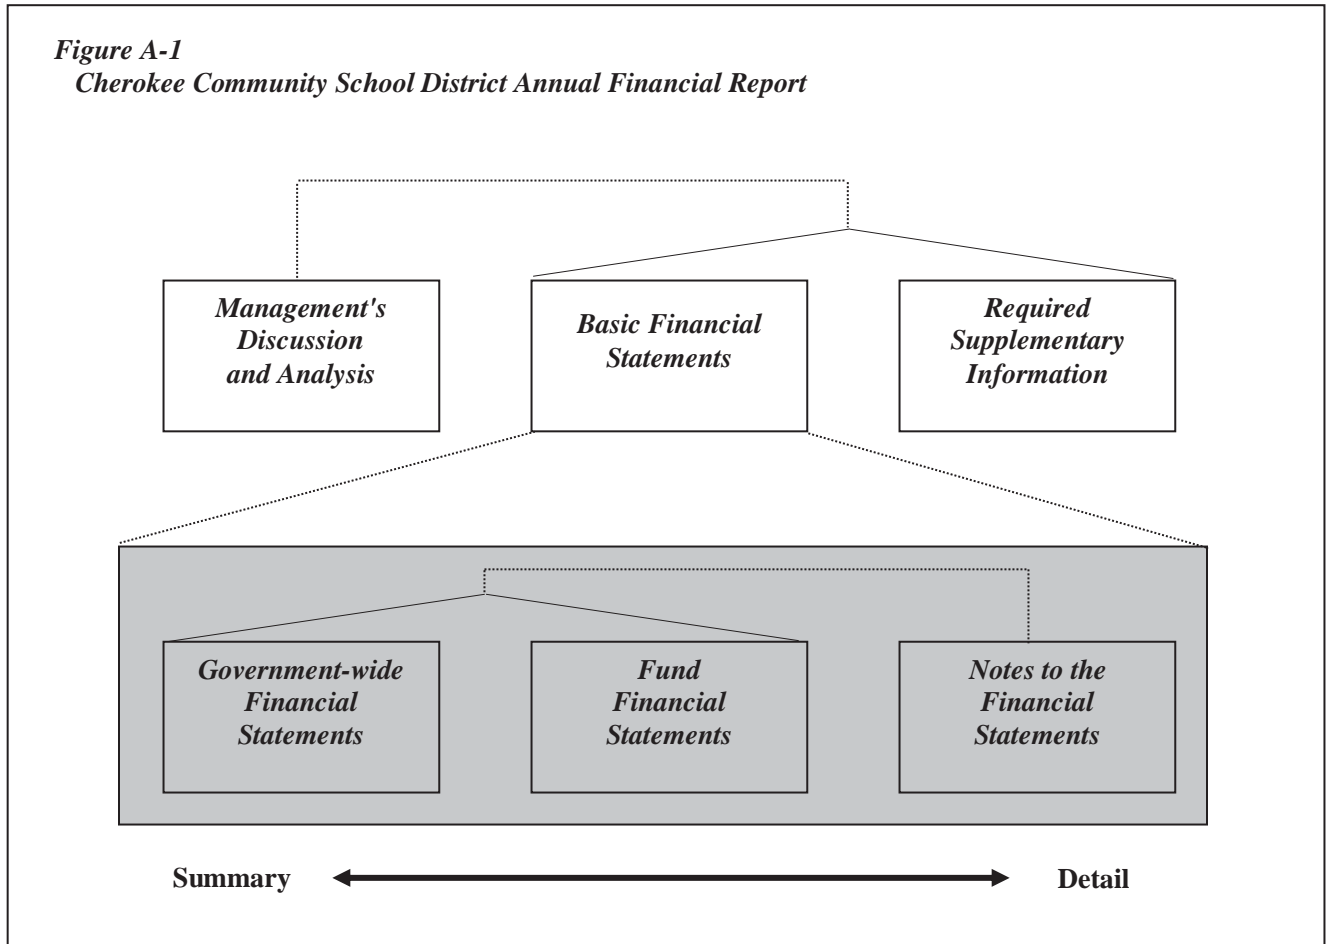 Figure A-1
Cherokee Community School District Annual Financial Report
Management's
Discussion
and Analysis
Basic Financial
Statements
Required
Supplementary
Information
Government-wide
Financial
Statements
Fund
Financial
Statements
Notes to the
Financial
Statements
Summary
Detail